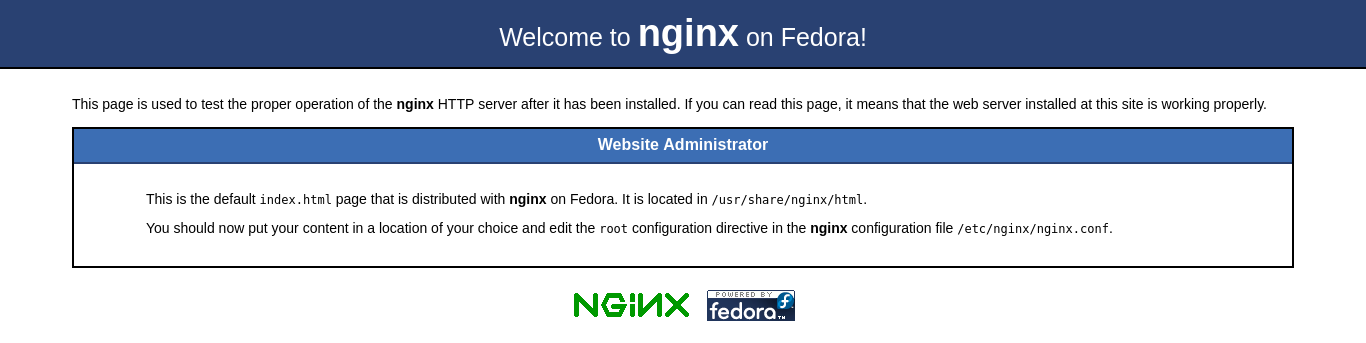 Welcome to nginx on Fedora!
This page is used to test the proper operation of the nginx HTTP server after it has been installed. If you can read this page, it means that the web server installed at this site is working properly.
Website Administrator
This is the default index.html page that is distributed with nginx on Fedora. It is located in /usr/share/nginx/html.
You should now put your content in a location of your choice and edit the root configuration directive in the nginx configuration file /etc/nginx/nginx.conf.
NGiNX
POWERED BY
fedora™